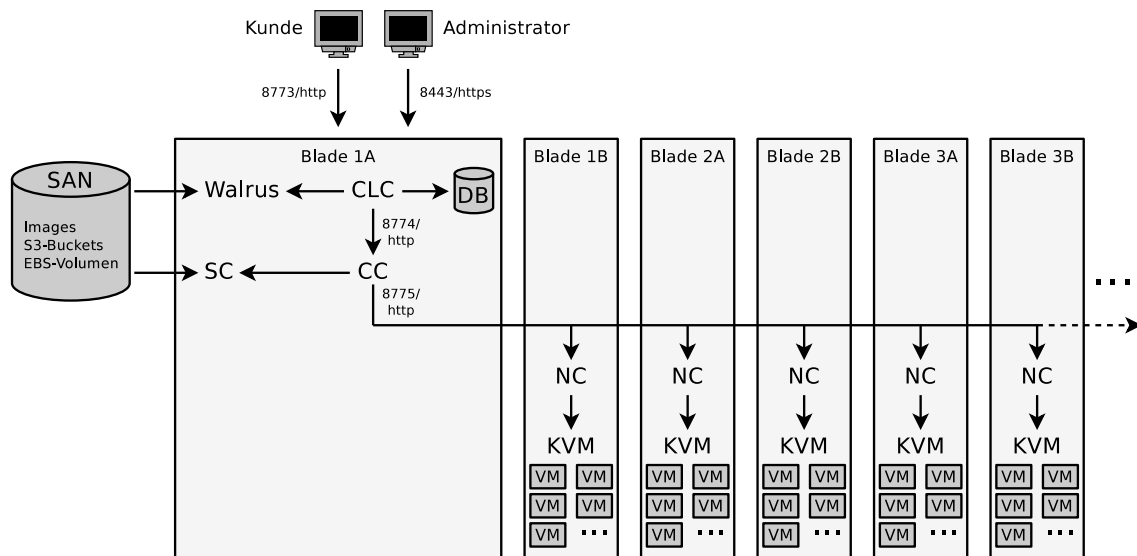 Kunde
Administrator
8773/http
8443/https
Blade 1A
Blade 1B
Blade 2A
Blade 2B
Blade 3A
Blade 3B
SAN
Images
S3-Buckets
EBS-Volumen
Walrus
CLC
DB
8774/
http
SC
CC
8775/
http
...
NC
NC
NC
NC
NC
KVM
KVM
KVM
KVM
KVM
VM VM
VM VM
VM VM
VM VM
VM VM
VM VM
VM VM
VM VM
VM VM
VM VM
VM ...
VM ...
VM ...
VM ...
VM ...